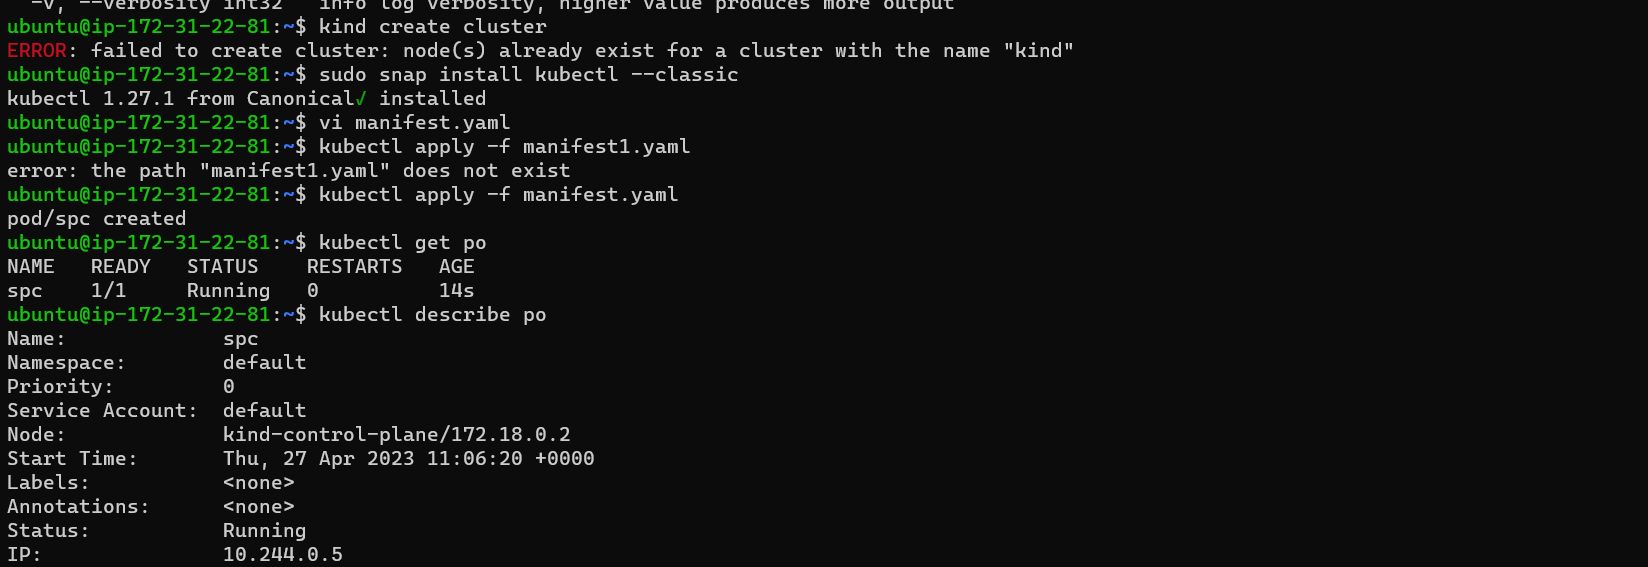 -v, --verbosity int32   info log verbosity, higher value produces more output
ubuntu@ip-172-31-22-81:~$ kind create cluster
ERROR: failed to create cluster: node(s) already exist for a cluster with the name "kind"
ubuntu@ip-172-31-22-81:~$ sudo snap install kubectl --classic
kubectl 1.27.1 from Canonical✓ installed
ubuntu@ip-172-31-22-81:~$ vi manifest.yaml
ubuntu@ip-172-31-22-81:~$ kubectl apply -f manifest1.yaml
error: the path "manifest1.yaml" does not exist
ubuntu@ip-172-31-22-81:~$ kubectl apply -f manifest.yaml
pod/spc created
ubuntu@ip-172-31-22-81:~$ kubectl get po
NAME   READY   STATUS    RESTARTS   AGE
spc    1/1     Running   0          14s
ubuntu@ip-172-31-22-81:~$ kubectl describe po
Name:             spc
Namespace:        default
Priority:         0
Service Account:  default
Node:             kind-control-plane/172.18.0.2
Start Time:       Thu, 27 Apr 2023 11:06:20 +0000
Labels:           <none>
Annotations:      <none>
Status:           Running
IP:               10.244.0.5